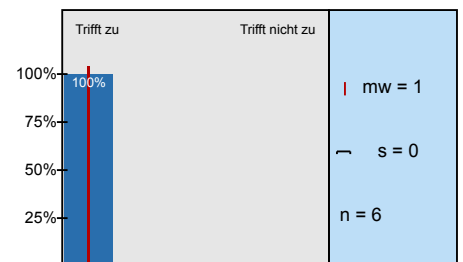 Trifft zu Trifft nicht zu
100%
100%
mw = 1
75%
s = 0
50%
25%
n = 6